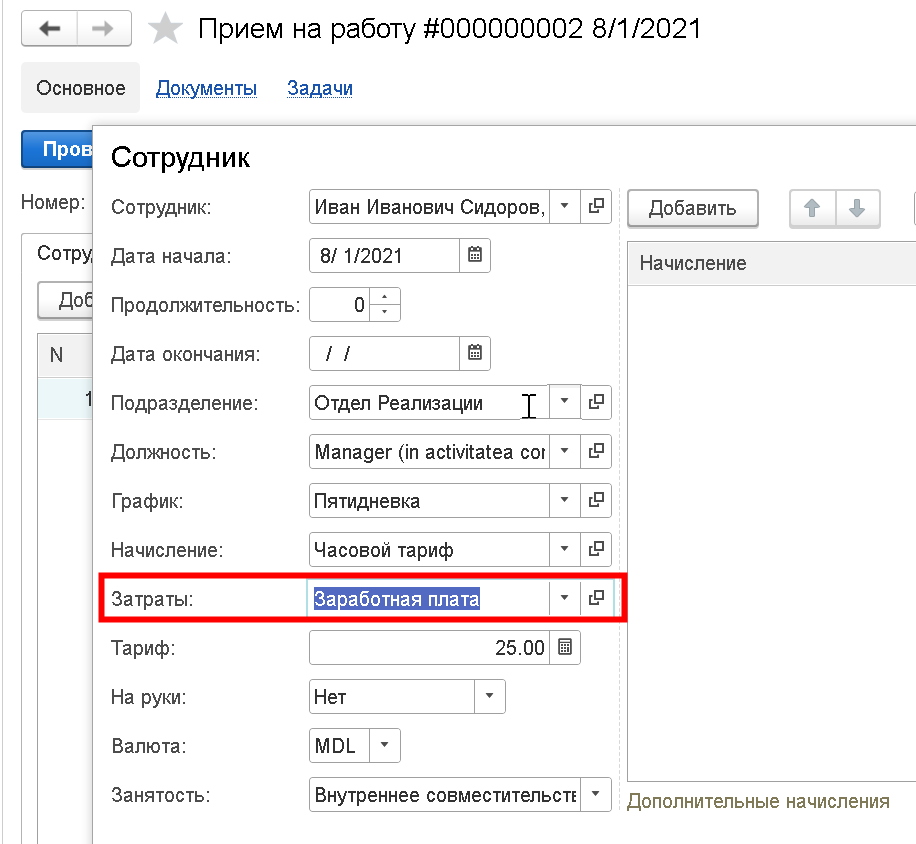 Прием на работу #000000002 8/1/2021
Основное Документы Задачи
Пров
Сотрудник
Номер:
Сотрудник: Иван Иванович Сидоров, Добавить
Сотру
Дата начала: 8/ 1/2021 Начисление
Доб
Продолжительность: 0
N
Дата окончания: / /
1
Подразделение: Отдел Реализации
Должность: Manager (in activitatea cor
График: Пятидневка
Начисление: Часовой тариф
Затраты: Заработная плата
Тариф: 25.00
На руки: Нет
Валюта: MDL
Занятость: Внутреннее совместительств
Дополнительные начисления